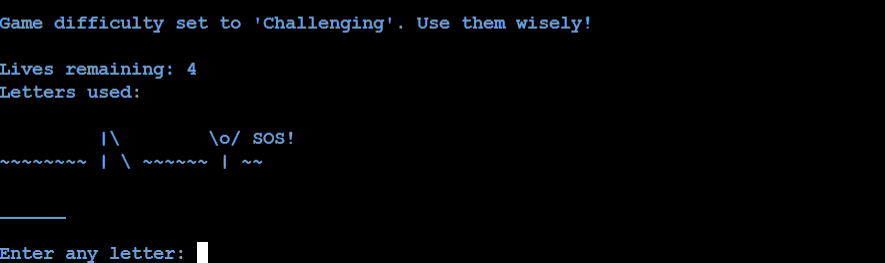 Game difficulty set to 'Challenging'. Use them wisely!
Lives remaining: 4
Letters used:
|\ \o/ SOS!
~~~~~~~~ | \ ~~~~~~ | ~~
______
Enter any letter: